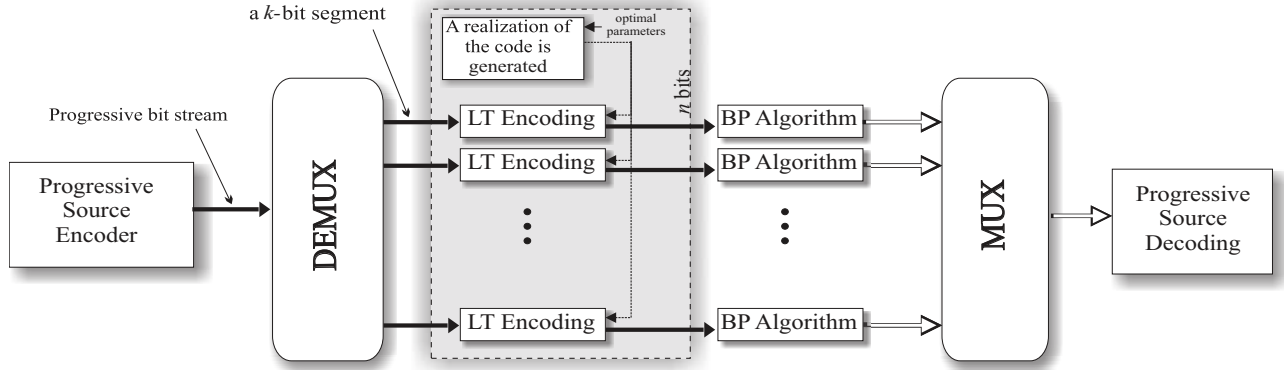 a k-bit segment
A realization of
the code is
generated
optimal
parameters
Progressive bit stream
n bits
LT Encoding
BP Algorithm
LT Encoding
BP Algorithm
Progressive
Source
Encoder
DEMUX
MUX
Progressive
Source
Decoding
LT Encoding
BP Algorithm